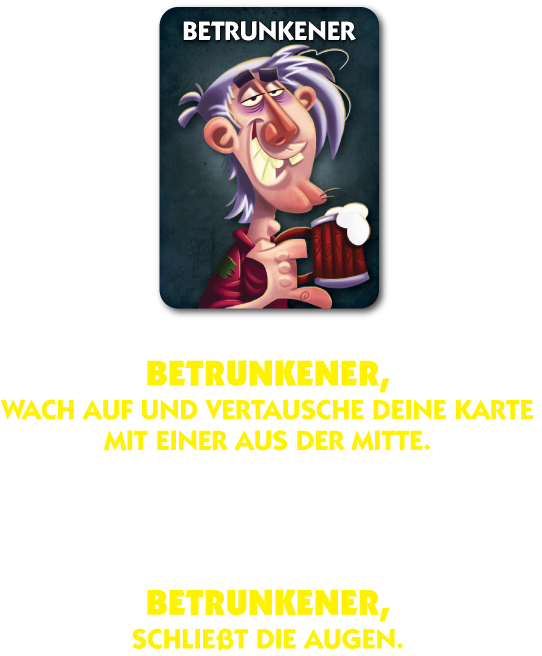 BETRUNKENER
BETRUNKENER,
WACH AUF UND VERTAUSCHE DEINE KARTE
MIT EINER AUS DER MITTE.
BETRUNKENER,
SCHLIEßT DIE AUGEN.